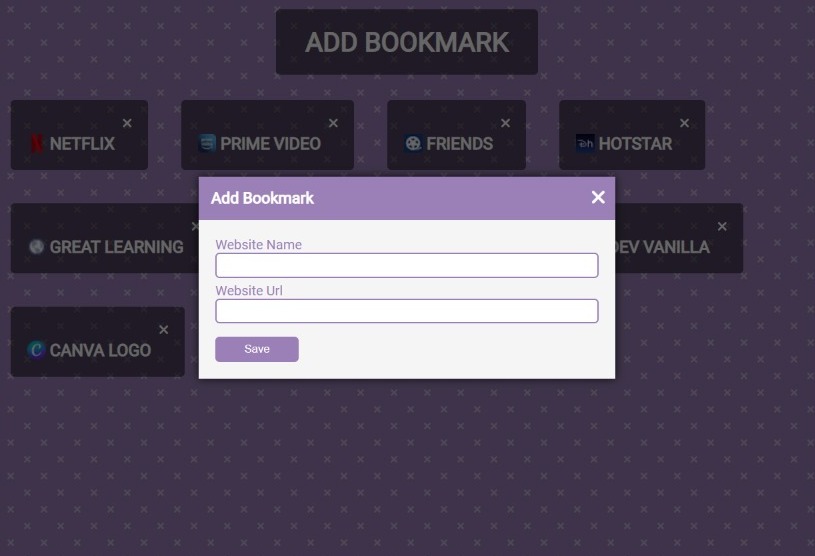 ADD BOOKMARK
NETFLIX
PRIME VIDEO
FRIENDS
dh HOTSTAR
Add Bookmark
GREAT LEARNING
DEV VANILLA
Website Name
Website Url
Save
C CANVA LOGO